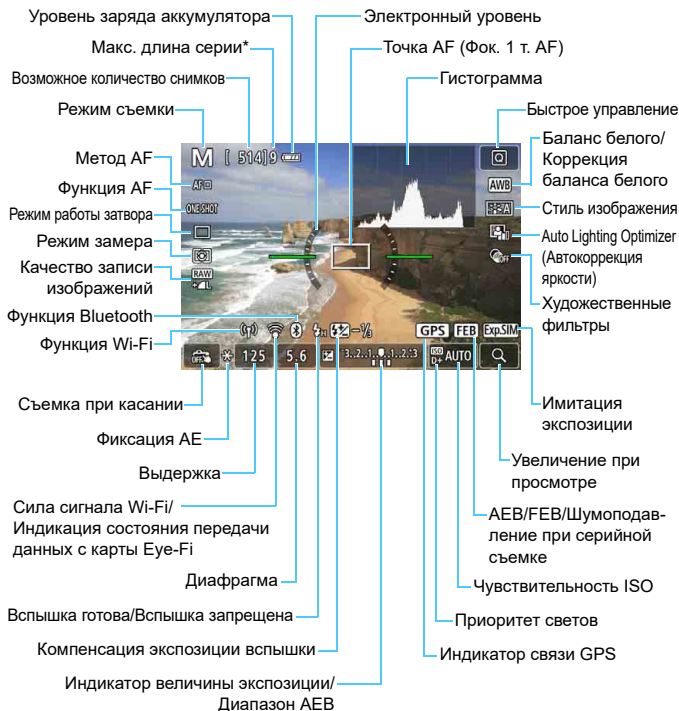 Уровень заряда аккумулятора
Электронный уровень
Макс. длина серии*
Точка AF (Фок. 1 т. AF)
Возможное количество снимков
Гистограмма
Режим съемки
Быстрое управление
Метод AF
Баланс белого/
Коррекция
баланса белого
Функция AF
Стиль изображения
Режим работы затвора
Auto Lighting Optimizer
(Автокоррекция
яркости)
Режим замера
Качество записи
изображений
Художественные
фильтры
Функция Bluetooth
Функция Wi-Fi
M [ 514] 9
Q
AF
AWB
ONE SHOT
A
RAW
L
OFF
N
-1/3
GPS FEB Exp.SIM
OFF
125 5.6 3..2..1..1..2..3 ISO D+ AUTO
Съемка при касании
Имитация
экспозиции
Фиксация AE
Увеличение при
просмотре
Выдержка
Сила сигнала Wi-Fi/
Индикация состояния передачи
данных с карты Eye-Fi
AEB/FEB/Шумоподав-
ление при серийной
съемке
Диафрагма
Чувствительность ISO
Вспышка готова/Вспышка запрещена
Приоритет светов
Компенсация экспозиции вспышки
Индикатор связи GPS
Индикатор величины экспозиции/
Диапазон AEB